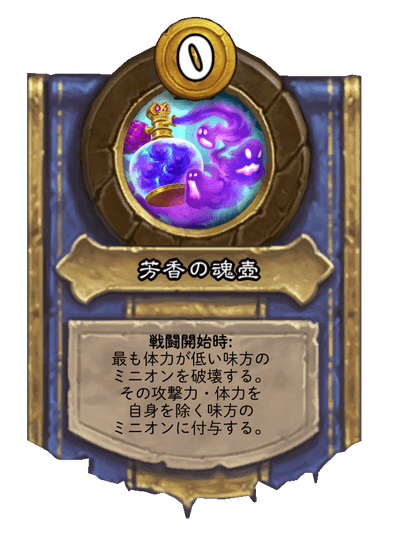 0
芳香の魂壺
戦闘開始時:
最も体力が低い味方の
ミニオンを破壊する。
その攻撃力・体力を
自身を除く味方の
ミニオンに付与する。